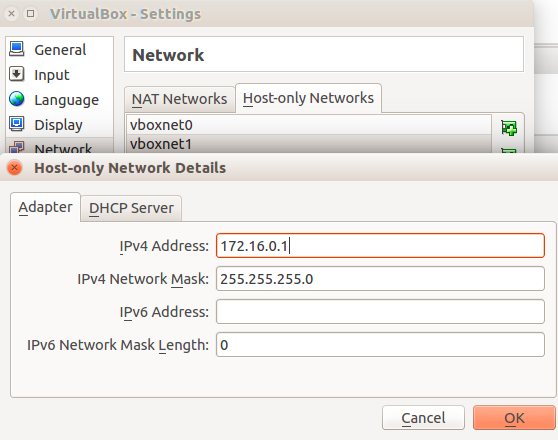 VirtualBox - Settings
General
Input
Language
Display
Network
Network
NAT Networks
Host-only Networks
vboxnet0
vboxnet1
Host-only Network Details
Adapter
DHCP Server
IPv4 Address:
172.16.0.1
IPv4 Network Mask:
255.255.255.0
IPv6 Address:
IPv6 Network Mask Length:
0
Cancel
OK